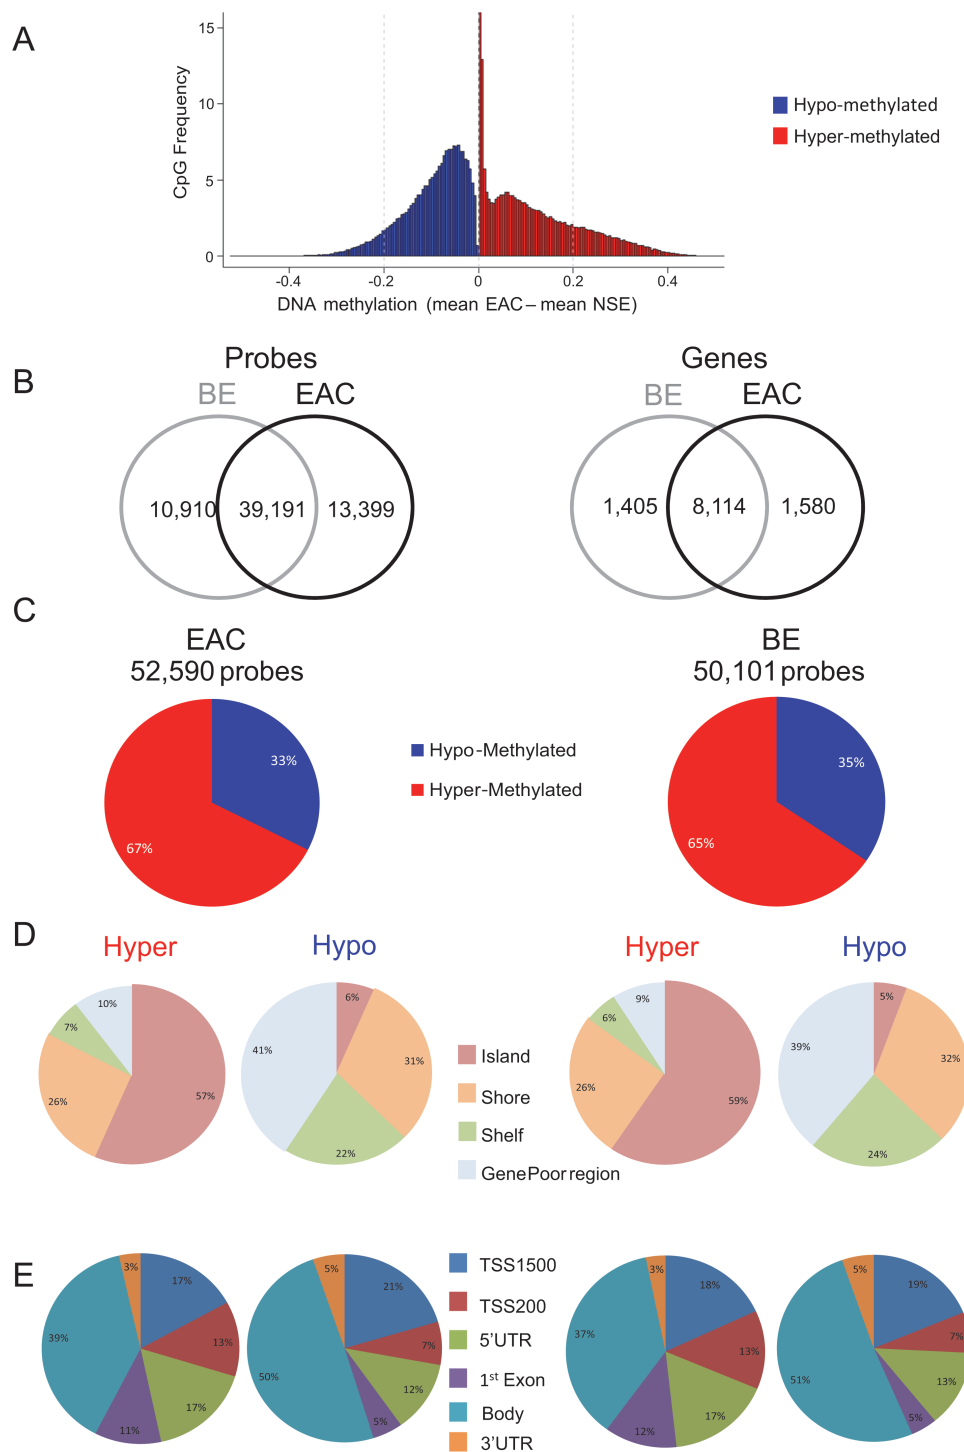 A
15
10
5
0
CpG Frequency
-0.4
-0.2
0
0.2
0.4
DNA methylation (mean EAC – mean NSE)
Hypo-methylated
Hyper-methylated
B
Probes
BE
EAC
10,910
39,191
13,399
Genes
BE
EAC
1,405
8,114
1,580
C
EAC
52,590 probes
33%
67%
Hypo-Methylated
Hyper-Methylated
BE
50,101 probes
35%
65%
D
Hyper
10%
7%
26%
57%
Hypo
6%
41%
31%
22%
Island
Shore
Shelf
Gene Poor region
Hyper
9%
6%
26%
59%
Hypo
5%
39%
32%
24%
E
3%
17%
39%
13%
17%
11%
5%
21%
7%
50%
12%
5%
TSS1500
TSS200
5'UTR
1st Exon
Body
3'UTR
3%
18%
37%
13%
17%
12%
5%
19%
7%
51%
13%
5%